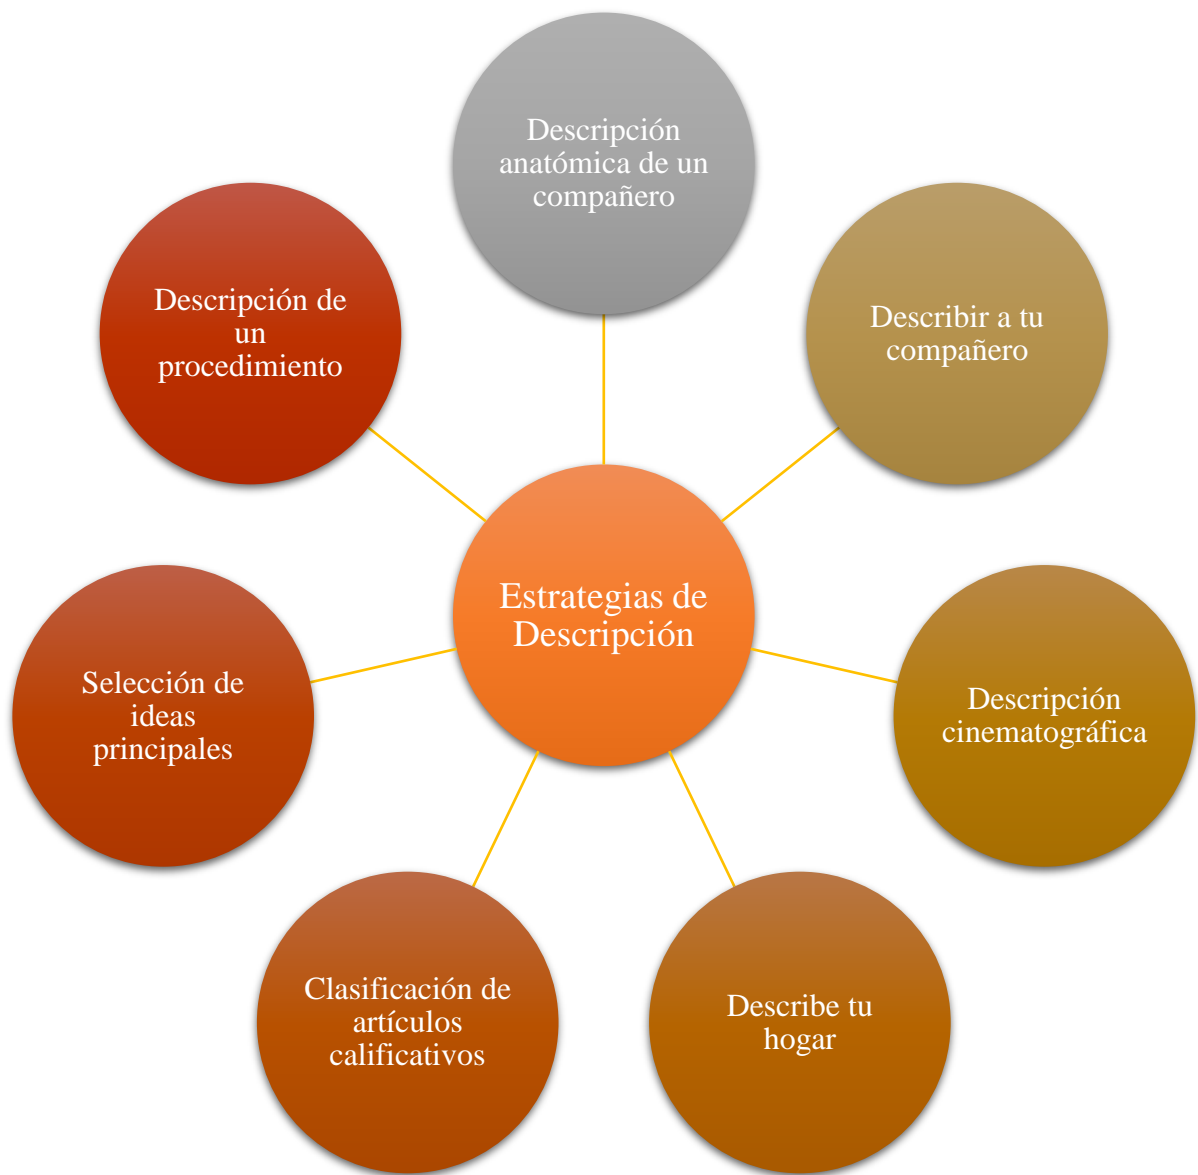 Descripción
anatómica de un
compañero
Describir a tu
compañero
Descripción
cinematográfica
Describe tu
hogar
Clasificación de
artículos
calificativos
Selección de
ideas
principales
Descripción de
un
procedimiento
Estrategias de
Descripción